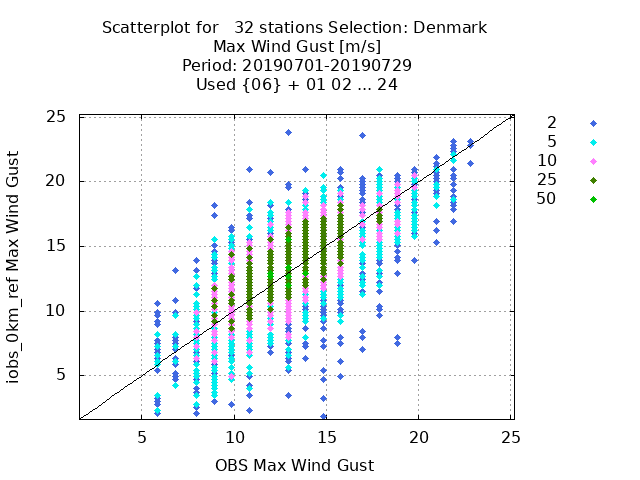 Scatterplot for   32 stations Selection: Denmark
Max Wind Gust [m/s]
Period: 20190701-20190729
Used {06} + 01 02 ... 24
iobs_0km_ref Max Wind Gust
25
20
15
10
5
5 10 15 20 25
OBS Max Wind Gust
2
5
10
25
50